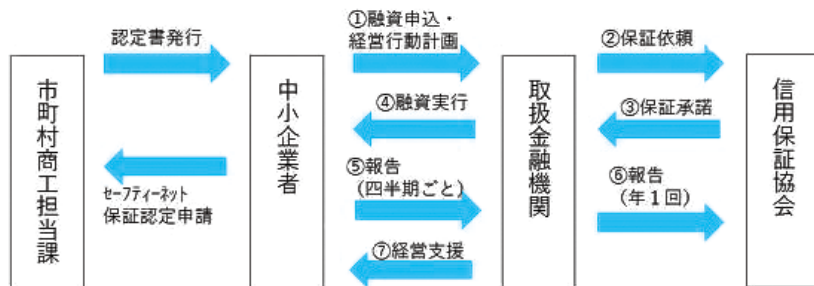 認定書発行
①融資申込・
経営行動計画
②保証依頼
市町村商工担当課
中小企業者
取扱金融機関
信用保証協会
④融資実行
③保証承諾
セーフティーネット
保証認定申請
⑤報告
(四半期ごと)
⑥報告
(年1回)
⑦経営支援